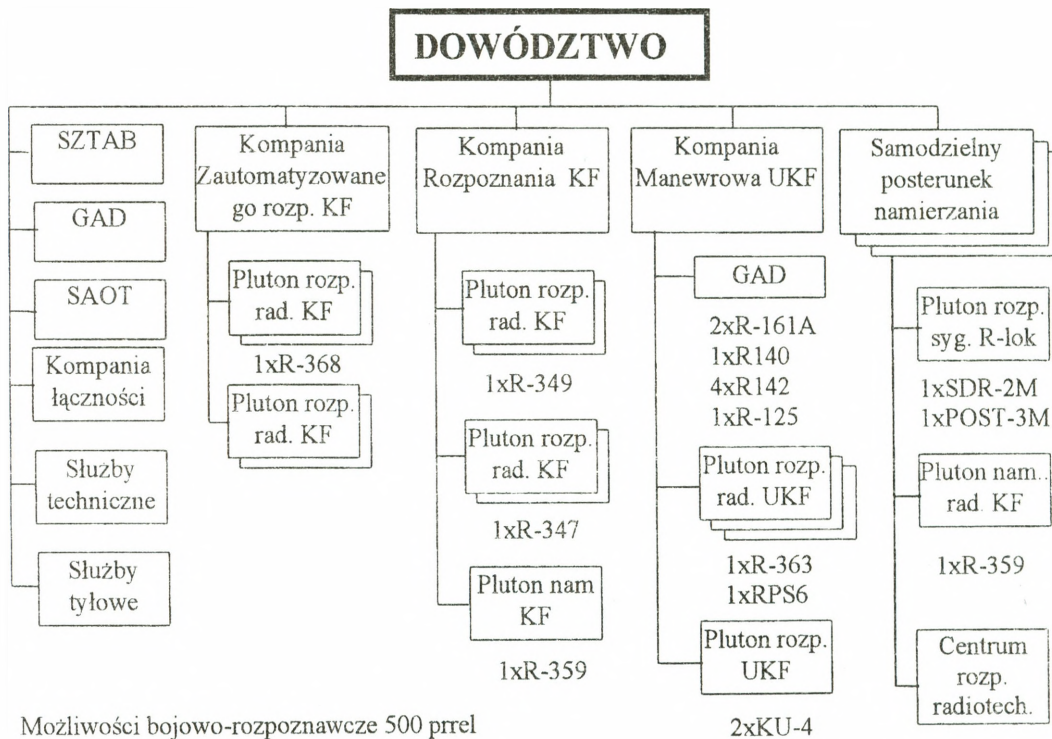 DOWÓDZTWO
SZTAB
GAD
SAOT
Kompania
łączności
Służby
techniczne
Służby
tyłowe
Kompania
Zautomatyzowane
go rozp. KF
Pluton rozp.
rad. KF
1xR-368
Pluton rozp.
rad. KF
Kompania
Rozpoznania KF
Pluton rozp.
rad. KF
1xR-349
Pluton rozp.
rad. KF
1xR-347
Pluton nam
KF
1xR-359
Kompania
Manewrowa UKF
GAD
2xR-161A
1xR140
4xR142
1xR-125
Pluton rozp.
rad. UKF
1xR-363
1xRPS6
Pluton rozp.
UKF
2xKU-4
Samodzielny
posterunek
namierzania
Pluton rozp.
syg. R-lok
1xSDR-2M
1xPOST-3M
Pluton nam..
rad. KF
1xR-359
Centrum
rozp.
radiotech.
Możliwości bojowo-rozpoznawcze 500 prrel